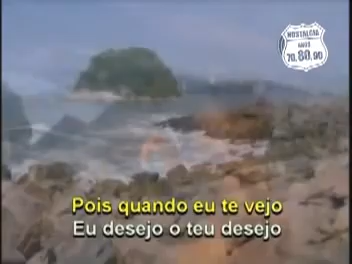 NOSTALGIA
ANOS
70, 80, 90
Pois quando eu te vejo
Eu desejo o teu desejo